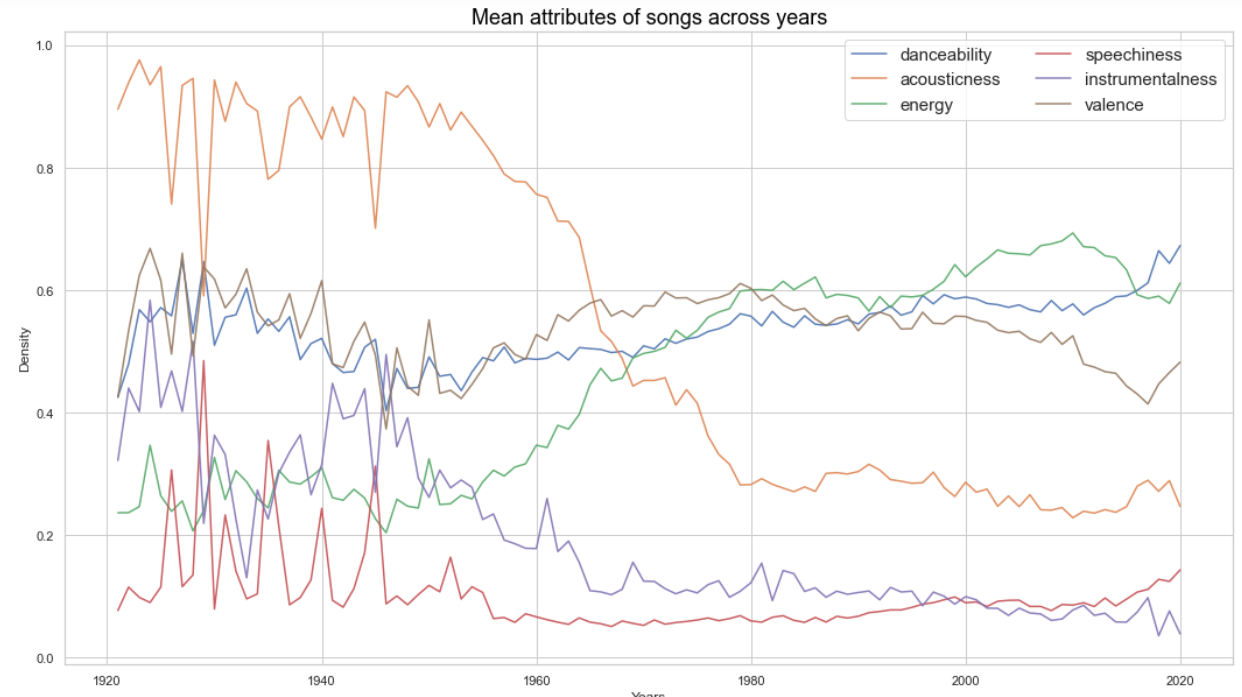 Mean attributes of songs across years
1.0
0.8
0.6
0.4
0.2
0.0
Density
danceability
acousticness
energy
speechiness
instrumentalness
valence
1920
1940
1960
1980
2000
2020
Years